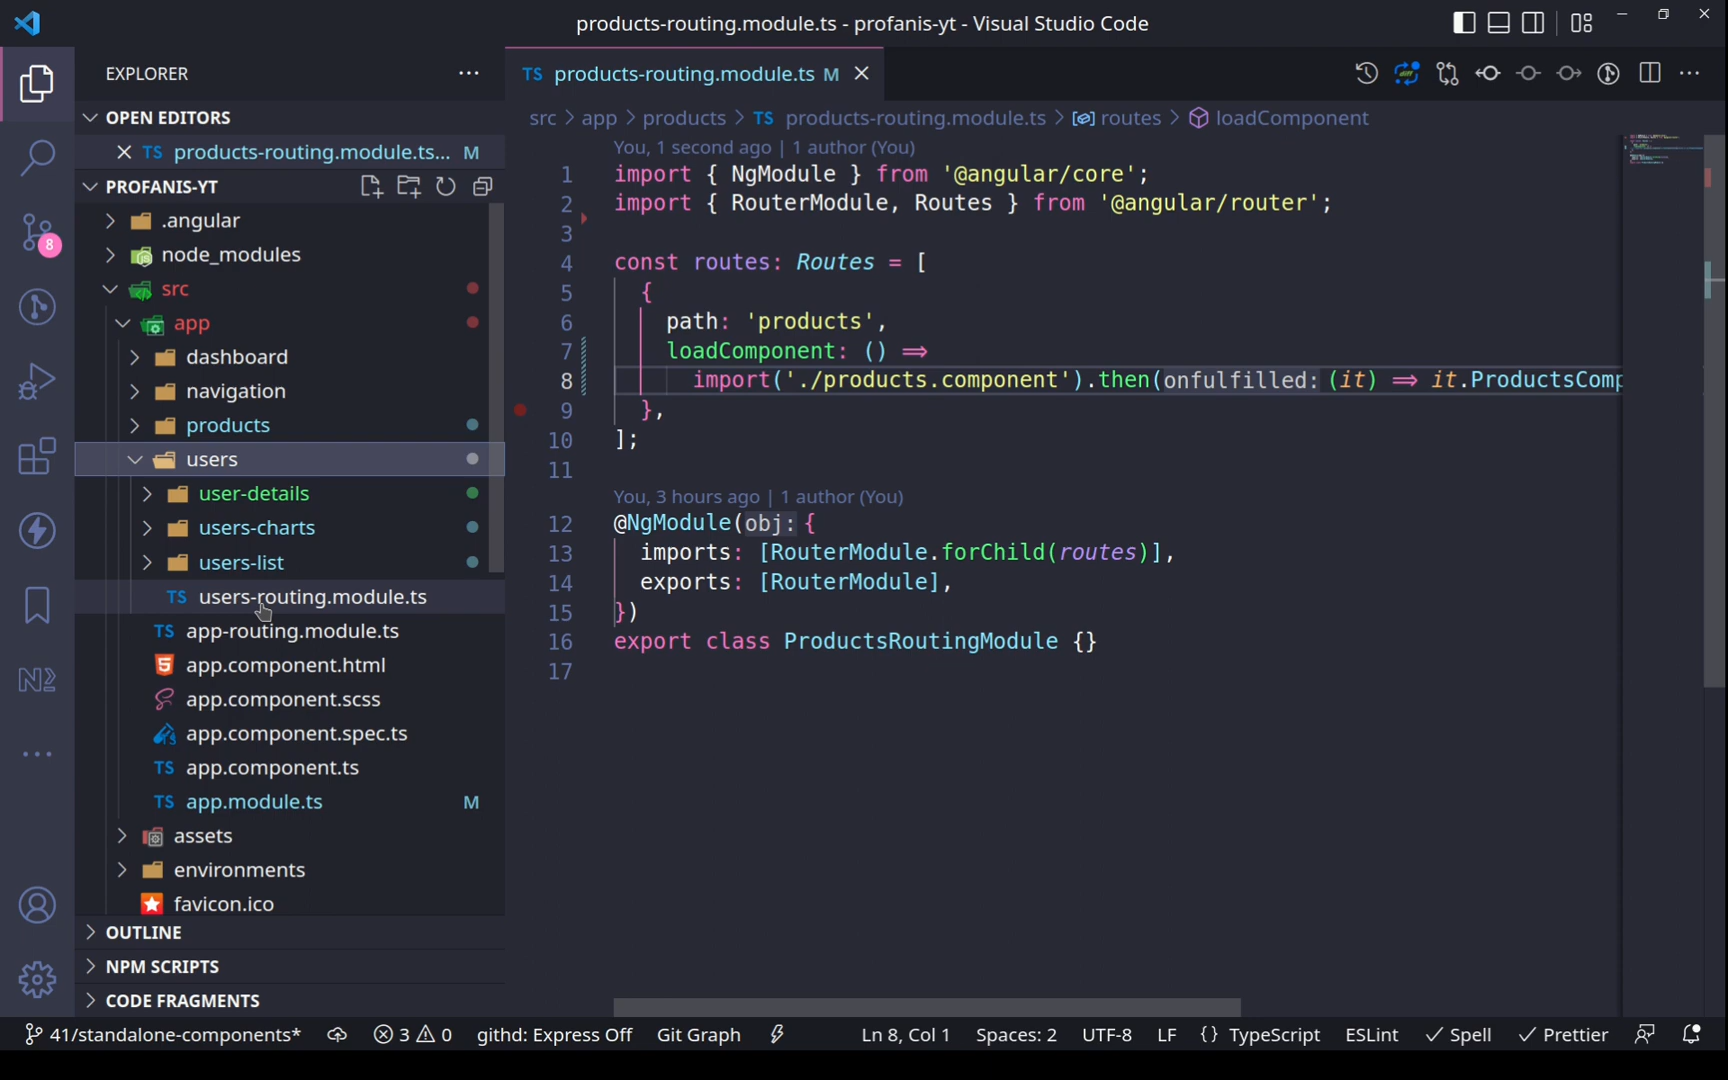 products-routing.module.ts - profanis-yt - Visual Studio Code
EXPLORER
OPEN EDITORS
TS products-routing.module.ts... M
PROFANIS-YT
.angular
node_modules
src
app
dashboard
navigation
products
users
user-details
users-charts
users-list
TS users-routing.module.ts
TS app-routing.module.ts
app.component.html
app.component.scss
app.component.spec.ts
TS app.component.ts
TS app.module.ts M
assets
environments
favicon.ico
OUTLINE
NPM SCRIPTS
CODE FRAGMENTS
8
TS products-routing.module.ts M
src > app > products > TS products-routing.module.ts > routes > loadComponent
You, 1 second ago | 1 author (You)
1 import { NgModule } from '@angular/core';
2 import { RouterModule, Routes } from '@angular/router';
3
4 const routes: Routes = [
5 {
6 path: 'products',
7 loadComponent: () =>
8 import('./products.component').then(onfulfilled: (it) => it.ProductsComp
9 },
10 ];
11
You, 3 hours ago | 1 author (You)
12 @NgModule(obj: {
13 imports: [RouterModule.forChild(routes)],
14 exports: [RouterModule],
15 })
16 export class ProductsRoutingModule {}
17
41/standalone-components* 3 0 githd: Express Off Git Graph Ln 8, Col 1 Spaces: 2 UTF-8 LF {} TypeScript ESLint Spell Prettier